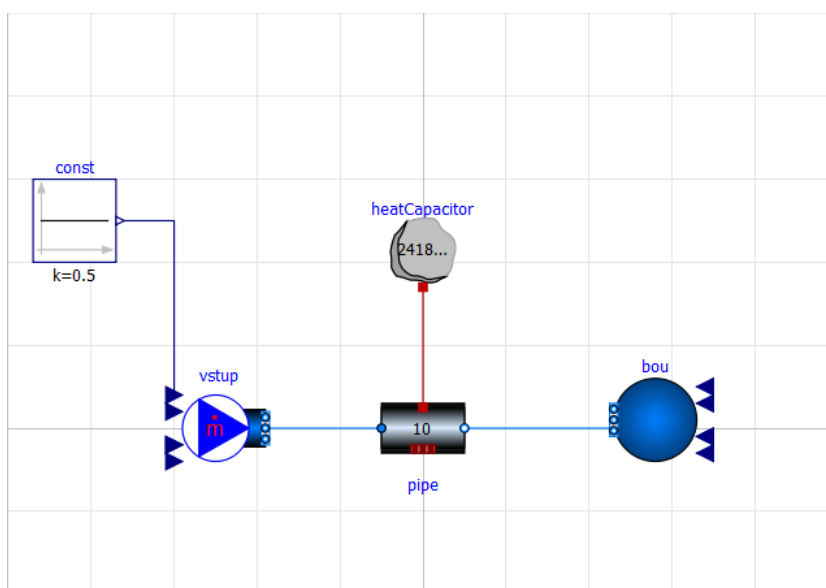 const
k=0.5
heatCapacitor
2418...
vstup
ṁ
10
pipe
bou